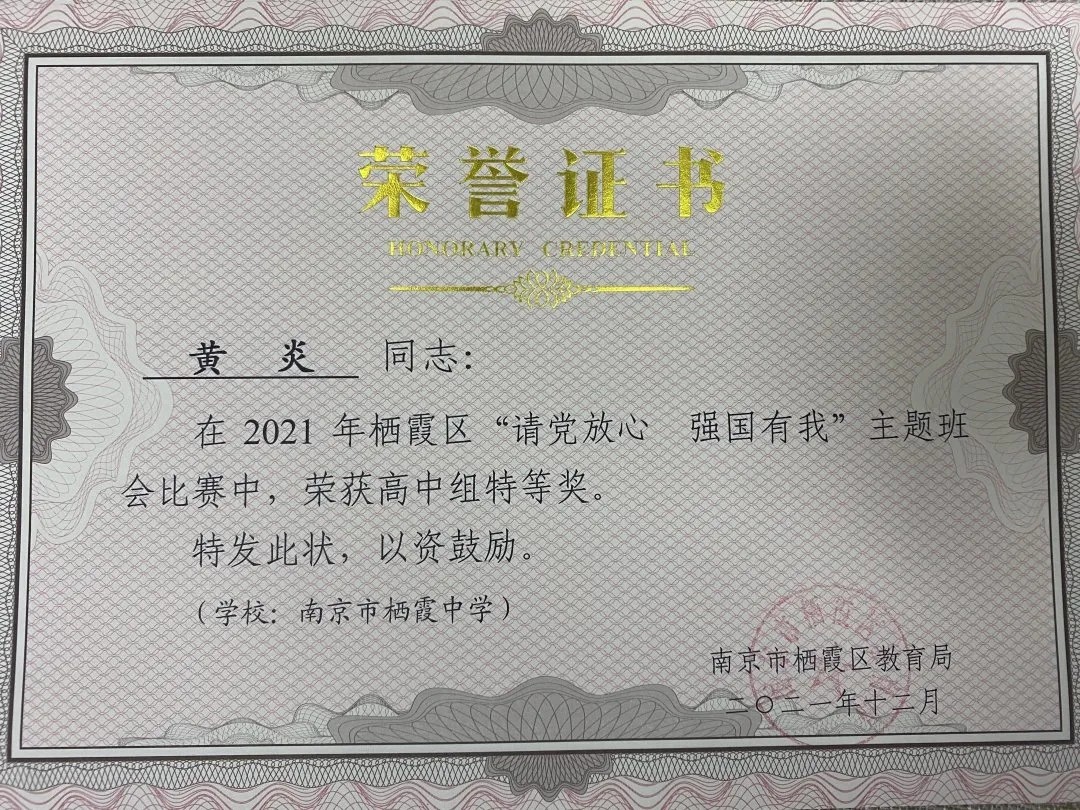 荣誉证书
HONORARY CREDENTIAL
黄 炎 同志：
在 2021 年栖霞区“请党放心 强国有我”主题班
会比赛中，荣获高中组特等奖。
特发此状，以资鼓励。
（学校：南京市栖霞中学）
南京市栖霞区教育局
二〇二一年十二月